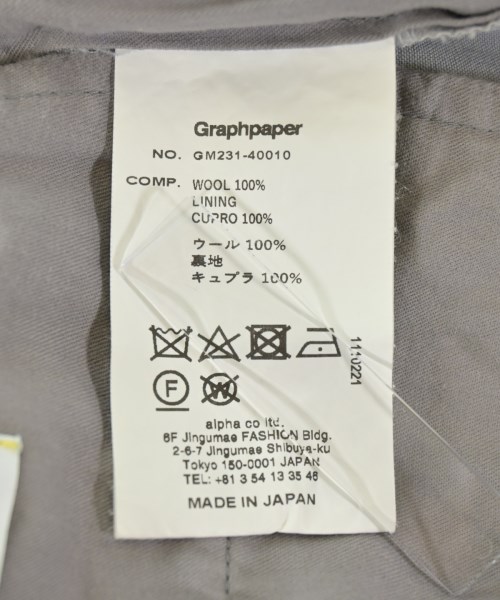 Graphpaper
NO. GM231-40010
COMP. WOOL 100%
LINING
CUPRO 100%
ウール 100%
裏地
キュプラ 100%
F W
1110221
alpha co ltd.
6F Jingumae FASHION Bldg.
2-6-7 Jingumae Shibuya-ku
Tokyo 150-0001 JAPAN
TEL: +81 3 54 13 35 46
MADE IN JAPAN